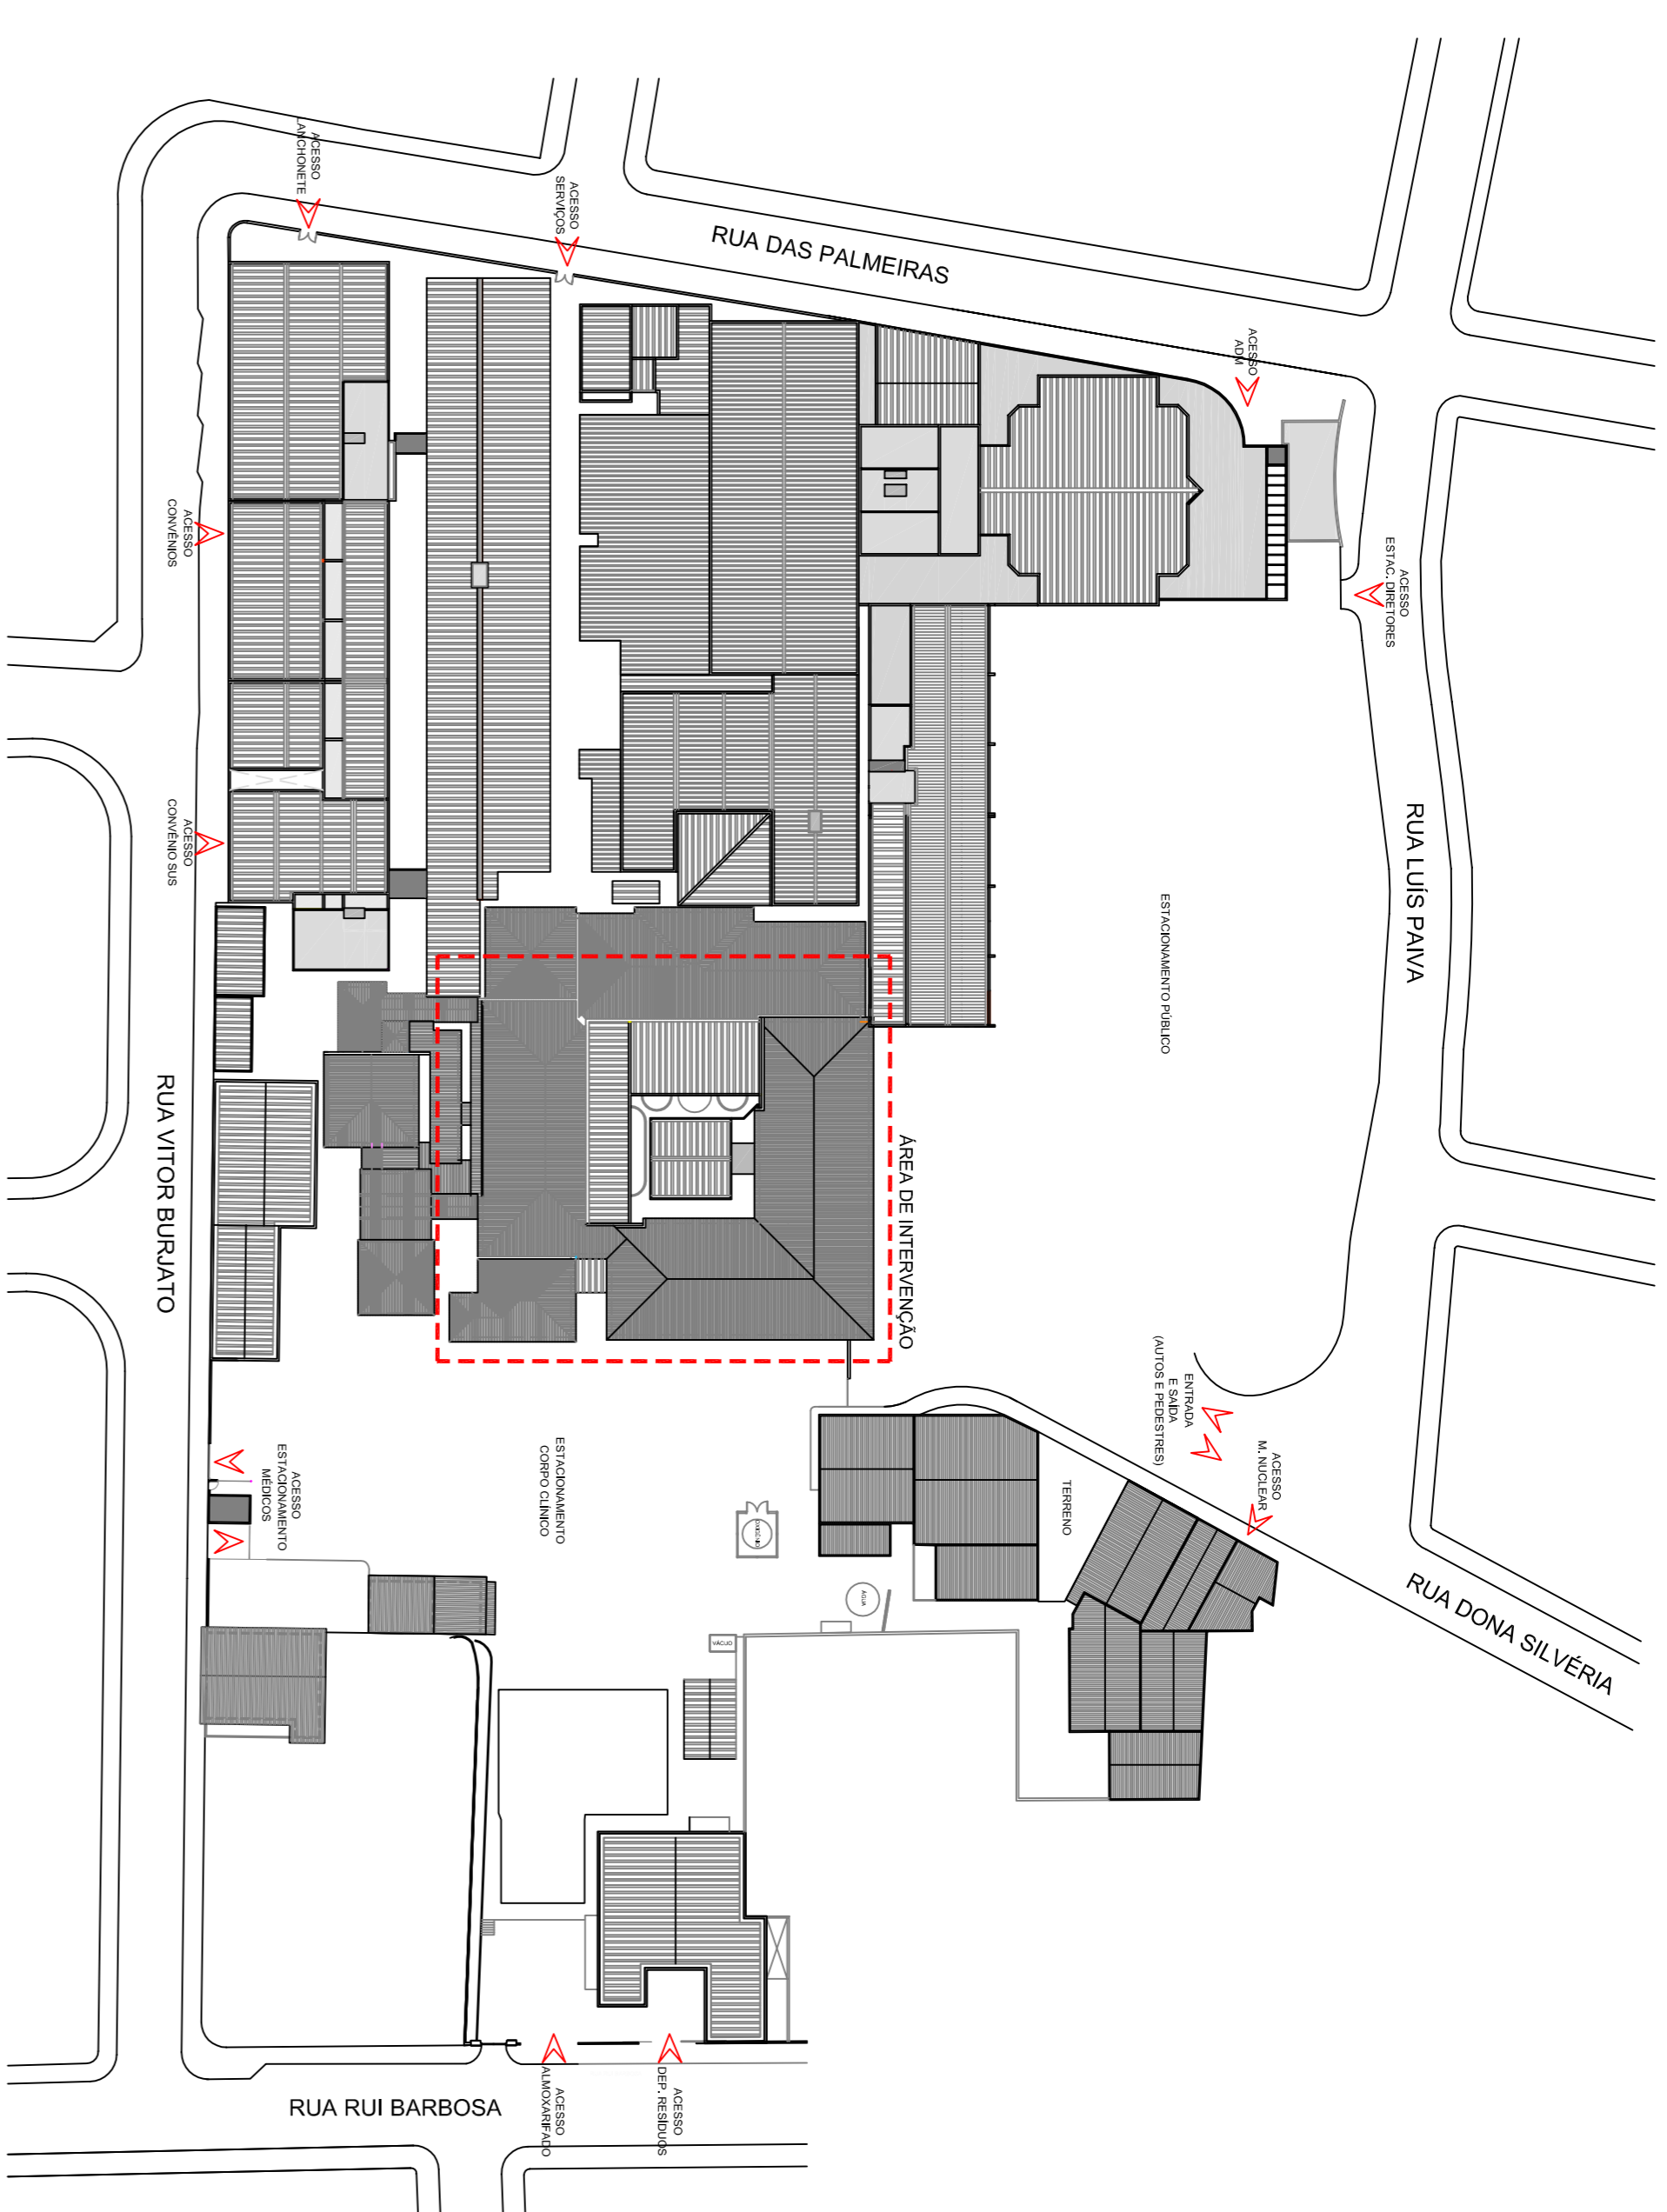 ACESSO
LANCHONETE
ACESSO
SERVIÇOS
RUA DAS PALMEIRAS
ACESSO
ADM
ACESSO
ESTAC. DIRETORES
ACESSO
CONVÊNIOS
ACESSO
CONVÊNIO SUS
RUA LUÍS PAIVA
ESTACIONAMENTO PÚBLICO
ÁREA DE INTERVENÇÃO
RUA VITOR BURJATO
ENTRADA
E SAÍDA
(AUTOS E PEDESTRES)
ACESSO
M. NUCLEAR
TERRENO
ACESSO
ESTACIONAMENTO
MÉDICOS
ESTACIONAMENTO
CORPO CLÍNICO
OXIGÊNIO
ÁGUA
VÁCUO
RUA DONA SILVÉRIA
RUA RUI BARBOSA
ACESSO
ALMOXARIFADO
ACESSO
DEP. RESÍDUOS